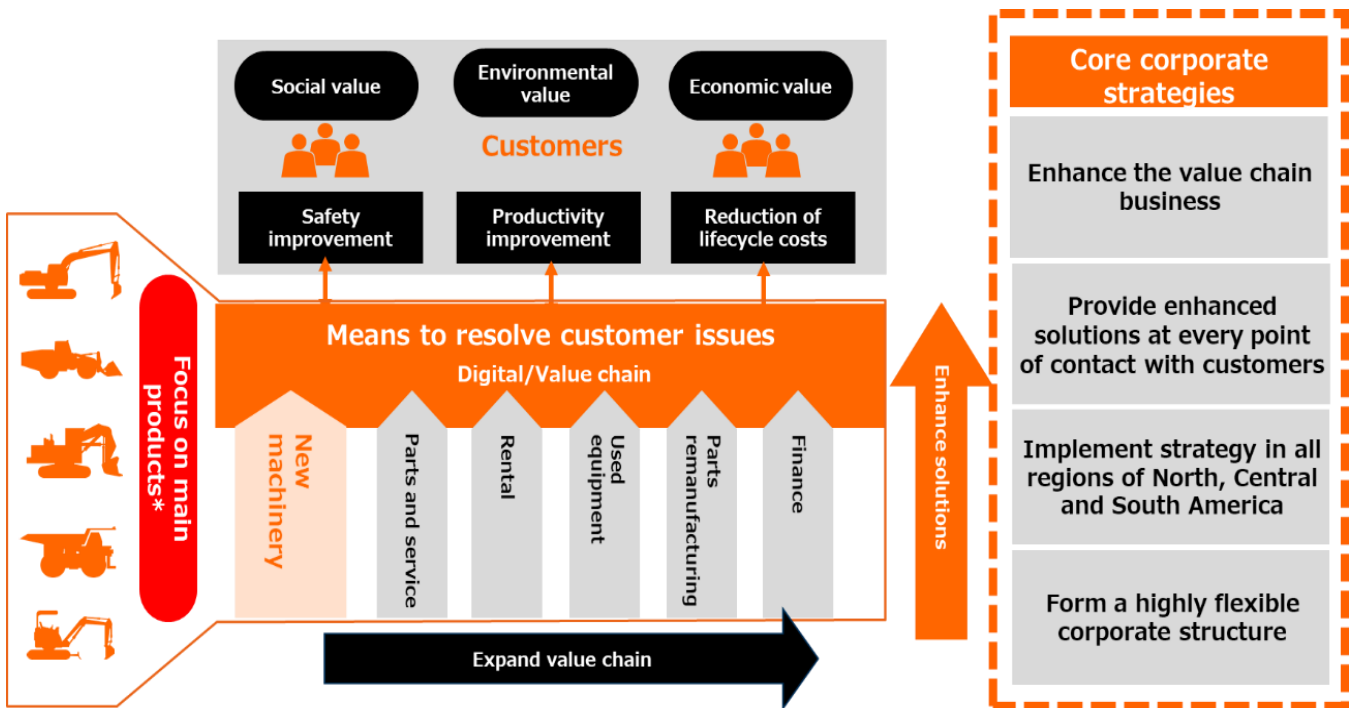 Social value
Environmental
value
Economic value
Customers
Safety
improvement
Productivity
improvement
Reduction of
lifecycle costs
Focus on main
products*
Means to resolve customer issues
Digital/Value chain
New
machinery
Parts and service
Rental
Used
equipment
Parts
remanufacturing
Finance
Expand value chain
Enhance solutions
Core corporate
strategies
Enhance the value chain
business
Provide enhanced
solutions at every point
of contact with customers
Implement strategy in all
regions of North, Central
and South America
Form a highly flexible
corporate structure